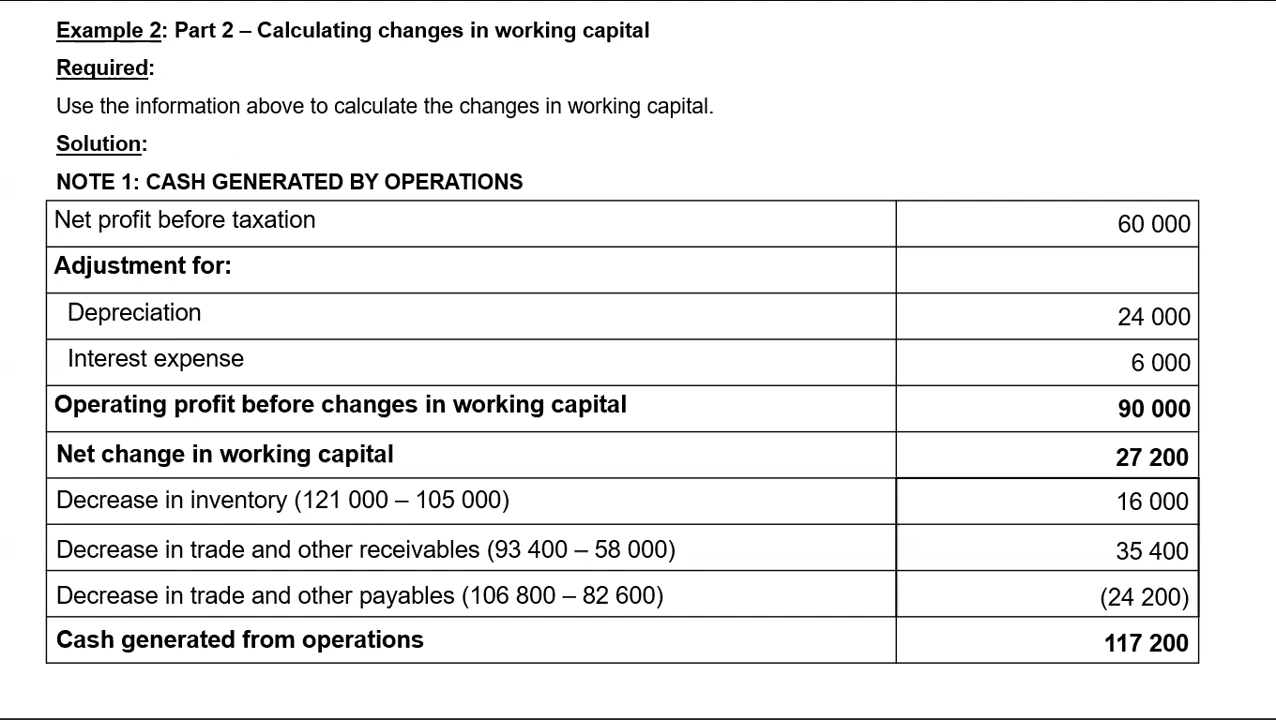 Example 2: Part 2 – Calculating changes in working capital
Required:
Use the information above to calculate the changes in working capital.
Solution:
NOTE 1: CASH GENERATED BY OPERATIONS
Net profit before taxation 60 000
Adjustment for:
Depreciation 24 000
Interest expense 6 000
Operating profit before changes in working capital 90 000
Net change in working capital 27 200
Decrease in inventory (121 000 – 105 000) 16 000
Decrease in trade and other receivables (93 400 – 58 000) 35 400
Decrease in trade and other payables (106 800 – 82 600) (24 200)
Cash generated from operations 117 200